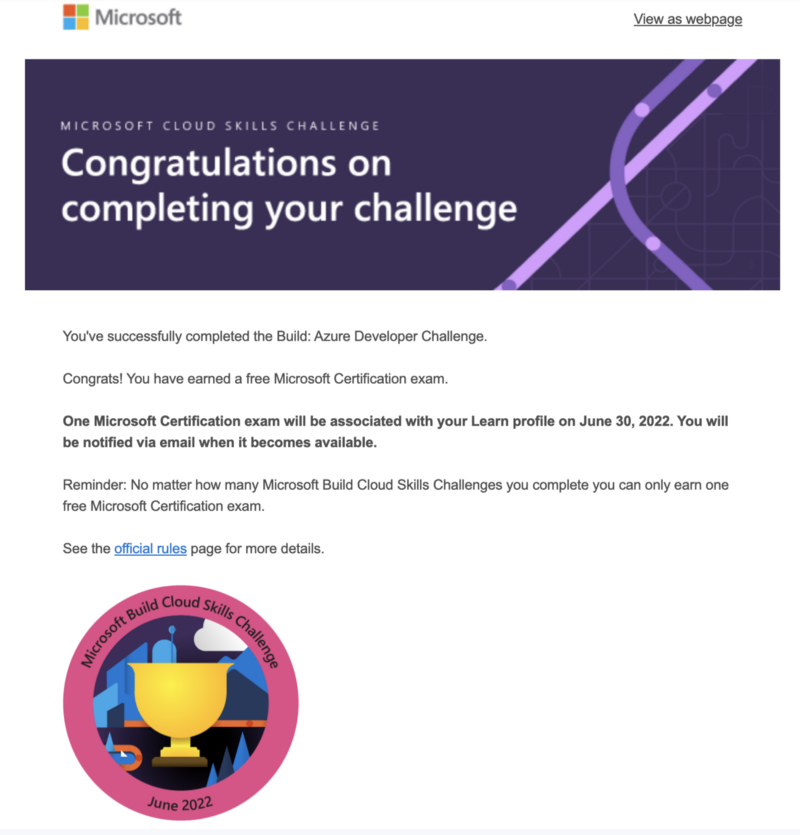 Microsoft
View as webpage
MICROSOFT CLOUD SKILLS CHALLENGE
Congratulations on
completing your challenge
You've successfully completed the Build: Azure Developer Challenge.
Congrats! You have earned a free Microsoft Certification exam.
One Microsoft Certification exam will be associated with your Learn profile on June 30, 2022. You will
be notified via email when it becomes available.
Reminder: No matter how many Microsoft Build Cloud Skills Challenges you complete you can only earn one
free Microsoft Certification exam.
See the official rules page for more details.
Microsoft Build Cloud Skills Challenge
June 2022